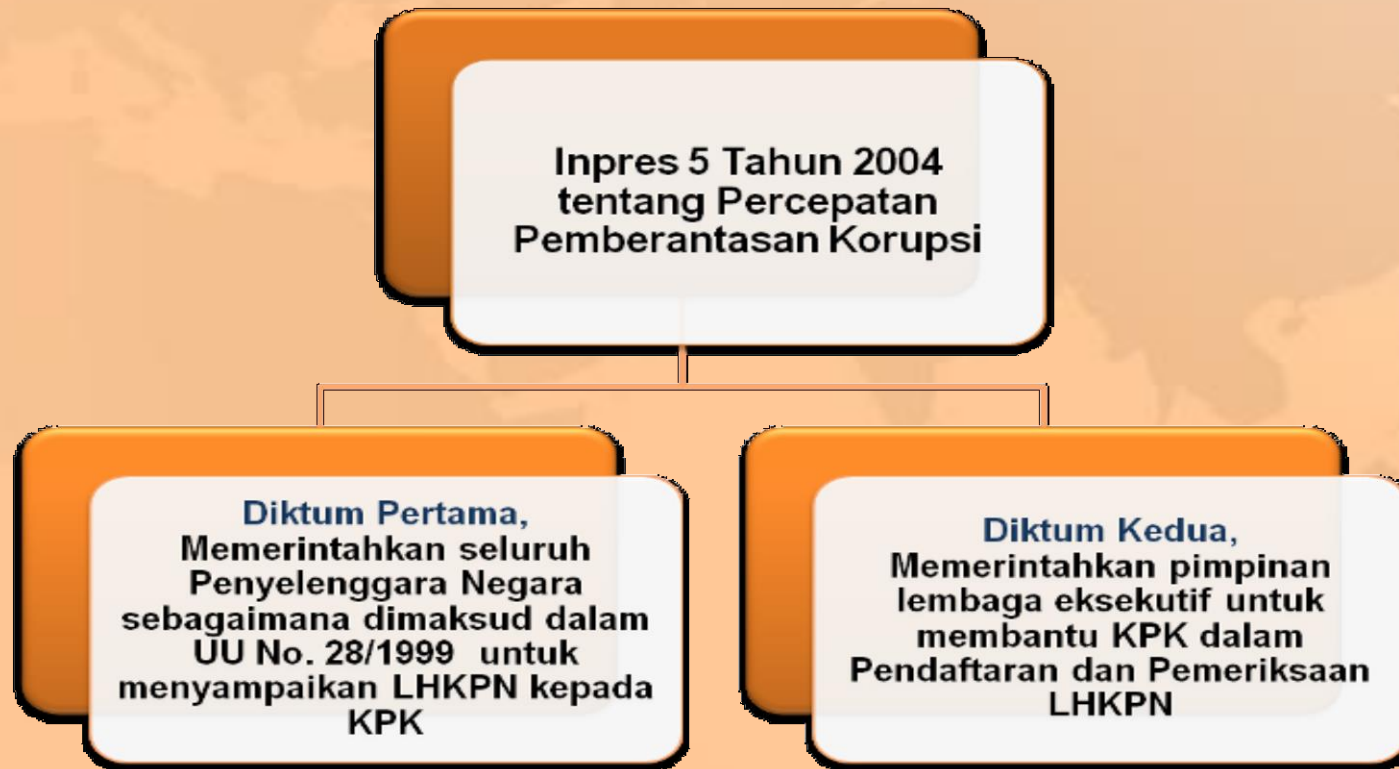 Inpres 5 Tahun 2004
tentang Percepatan
Pemberantasan Korupsi
Diktum Pertama,
Memerintahkan seluruh
Penyelenggara Negara
sebagaimana dimaksud dalam
UU No. 28/1999 untuk
menyampaikan LHKPN kepada
KPK
Diktum Kedua,
Memerintahkan pimpinan
lembaga eksekutif untuk
membantu KPK dalam
Pendaftaran dan Pemeriksaan
LHKPN